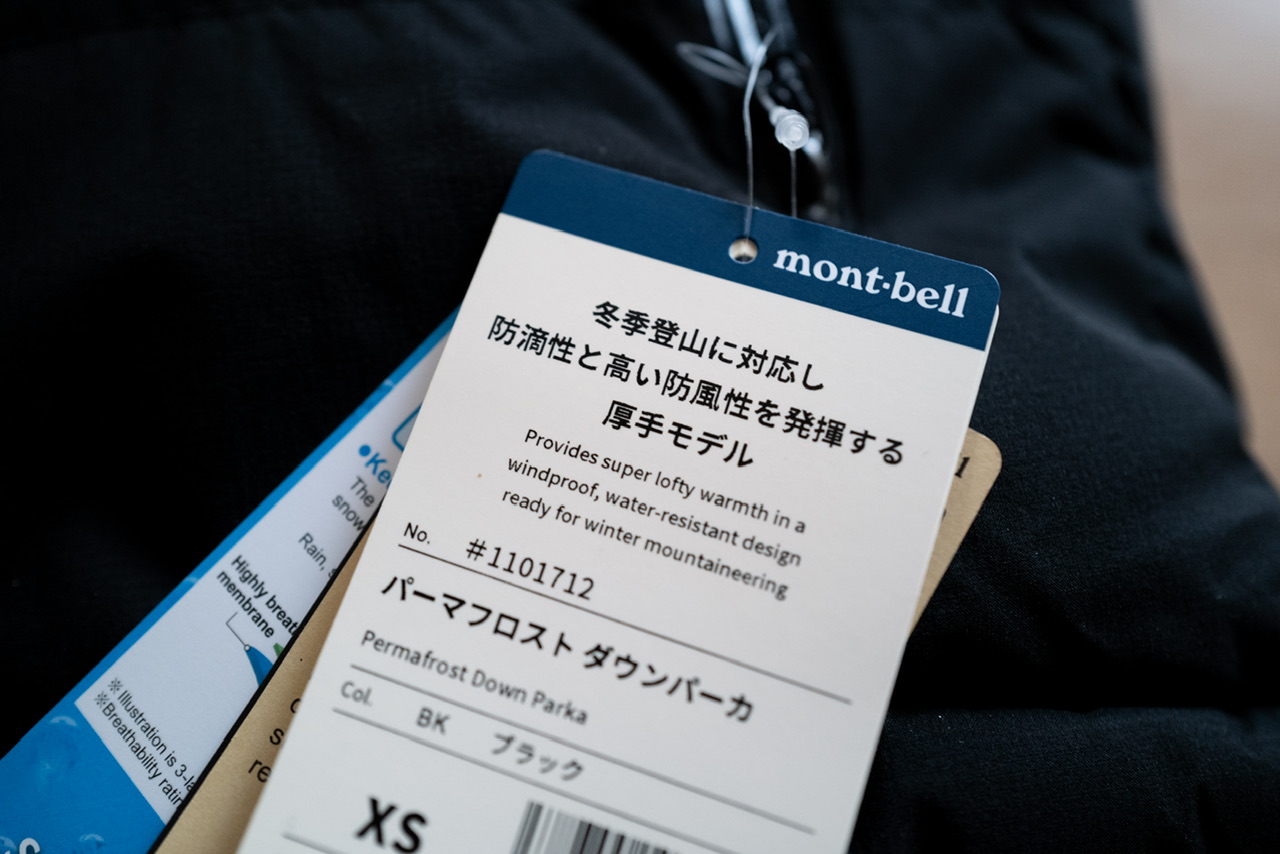 mont-bell
冬季登山に対応し
防滴性と高い防風性を発揮する
厚手モデル
Provides super lofty warmth in a
windproof, water-resistant design
ready for winter mountaineering
No. #1101712
パーマフロスト ダウンパーカ
Permafrost Down Parka
Col. BK ブラック
XS
The
snow
Rain,
Highly breat
membrane
※Illustration is 3-la
※Breathability ratin
re